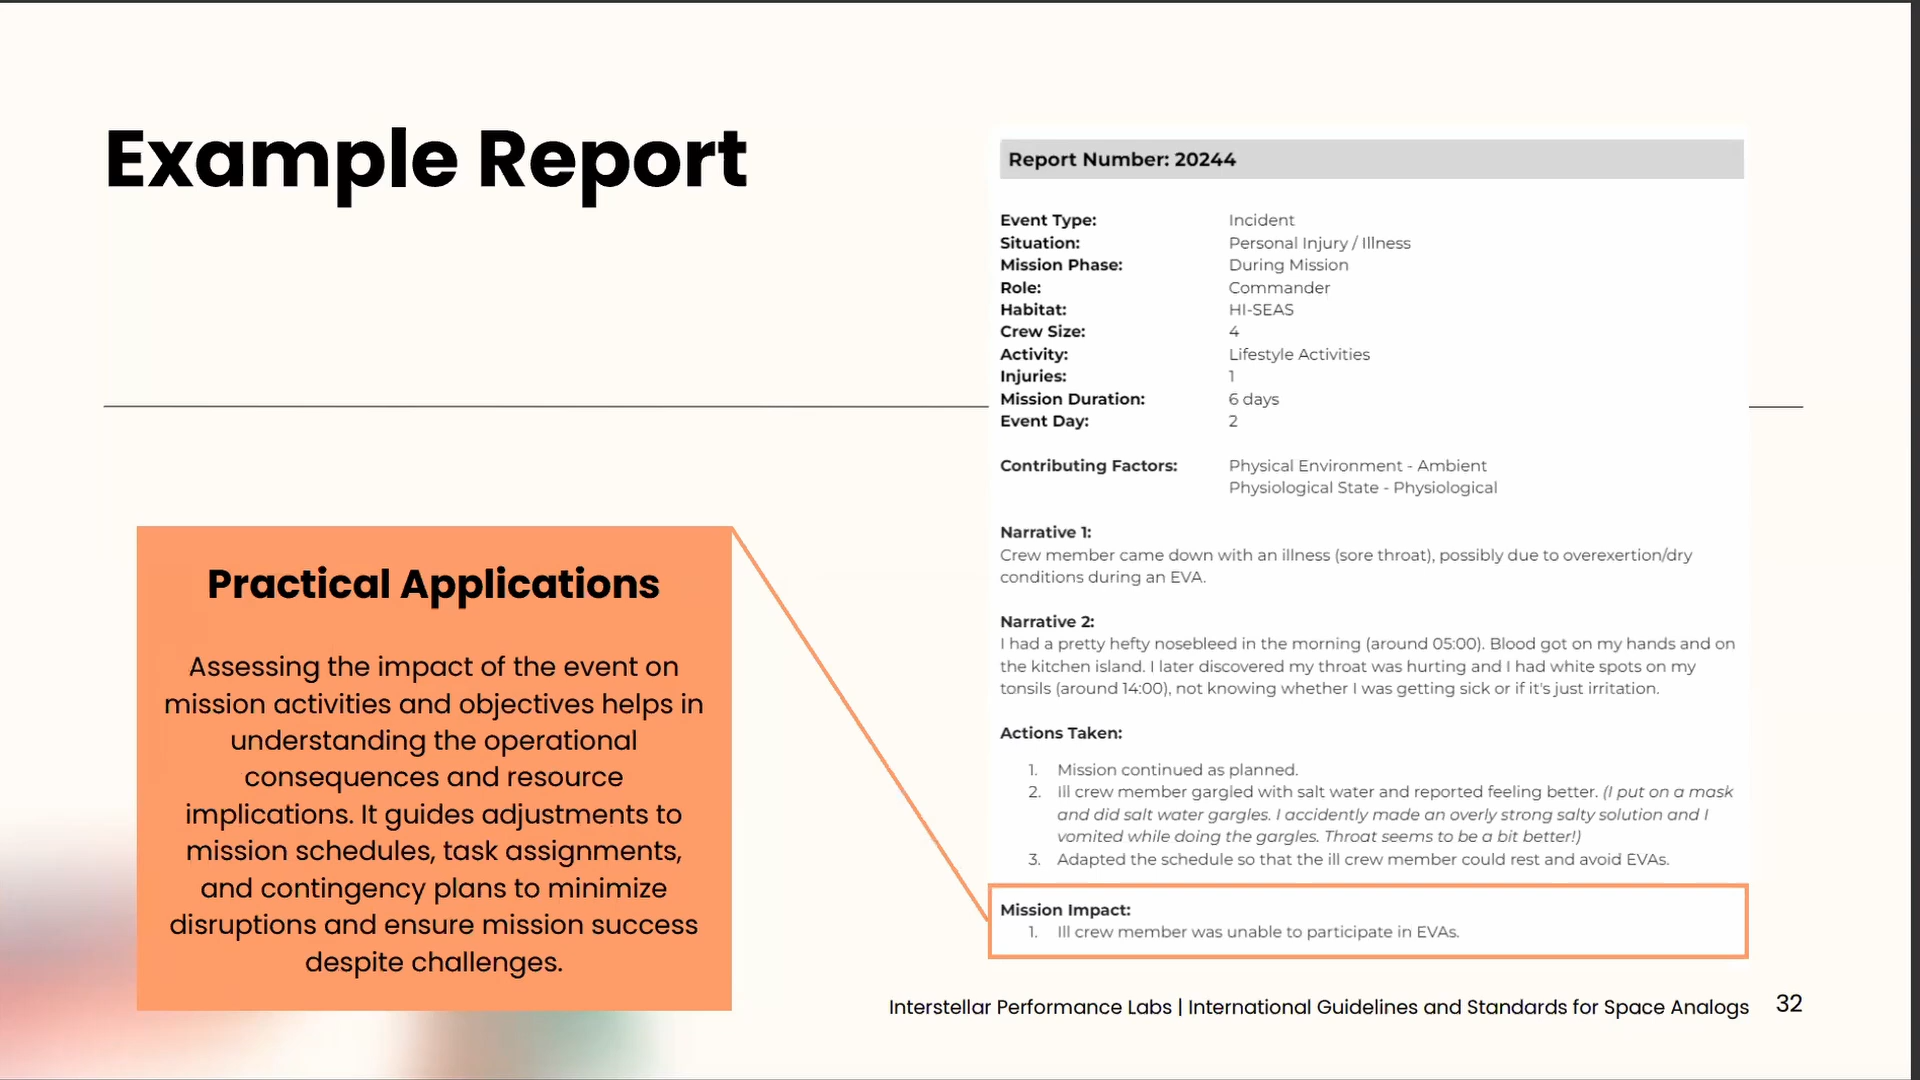 Example Report
Report Number: 20244
Event Type: Incident
Situation: Personal Injury / Illness
Mission Phase: During Mission
Role: Commander
Habitat: HI-SEAS
Crew Size: 4
Activity: Lifestyle Activities
Injuries: 1
Mission Duration: 6 days
Event Day: 2
Contributing Factors: Physical Environment - Ambient
Physiological State - Physiological
Narrative 1:
Crew member came down with an illness (sore throat), possibly due to overexertion/dry
conditions during an EVA.
Narrative 2:
I had a pretty hefty nosebleed in the morning (around 05:00). Blood got on my hands and on
the kitchen island. I later discovered my throat was hurting and I had white spots on my
tonsils (around 14:00), not knowing whether I was getting sick or if it's just irritation.
Actions Taken:
1. Mission continued as planned.
2. Ill crew member gargled with salt water and reported feeling better. (I put on a mask
and did salt water gargles. I accidently made an overly strong salty solution and I
vomited while doing the gargles. Throat seems to be a bit better!)
3. Adapted the schedule so that the ill crew member could rest and avoid EVAs.
Mission Impact:
1. Ill crew member was unable to participate in EVAs.
Practical Applications
Assessing the impact of the event on
mission activities and objectives helps in
understanding the operational
consequences and resource
implications. It guides adjustments to
mission schedules, task assignments,
and contingency plans to minimize
disruptions and ensure mission success
despite challenges.
Interstellar Performance Labs | International Guidelines and Standards for Space Analogs 32